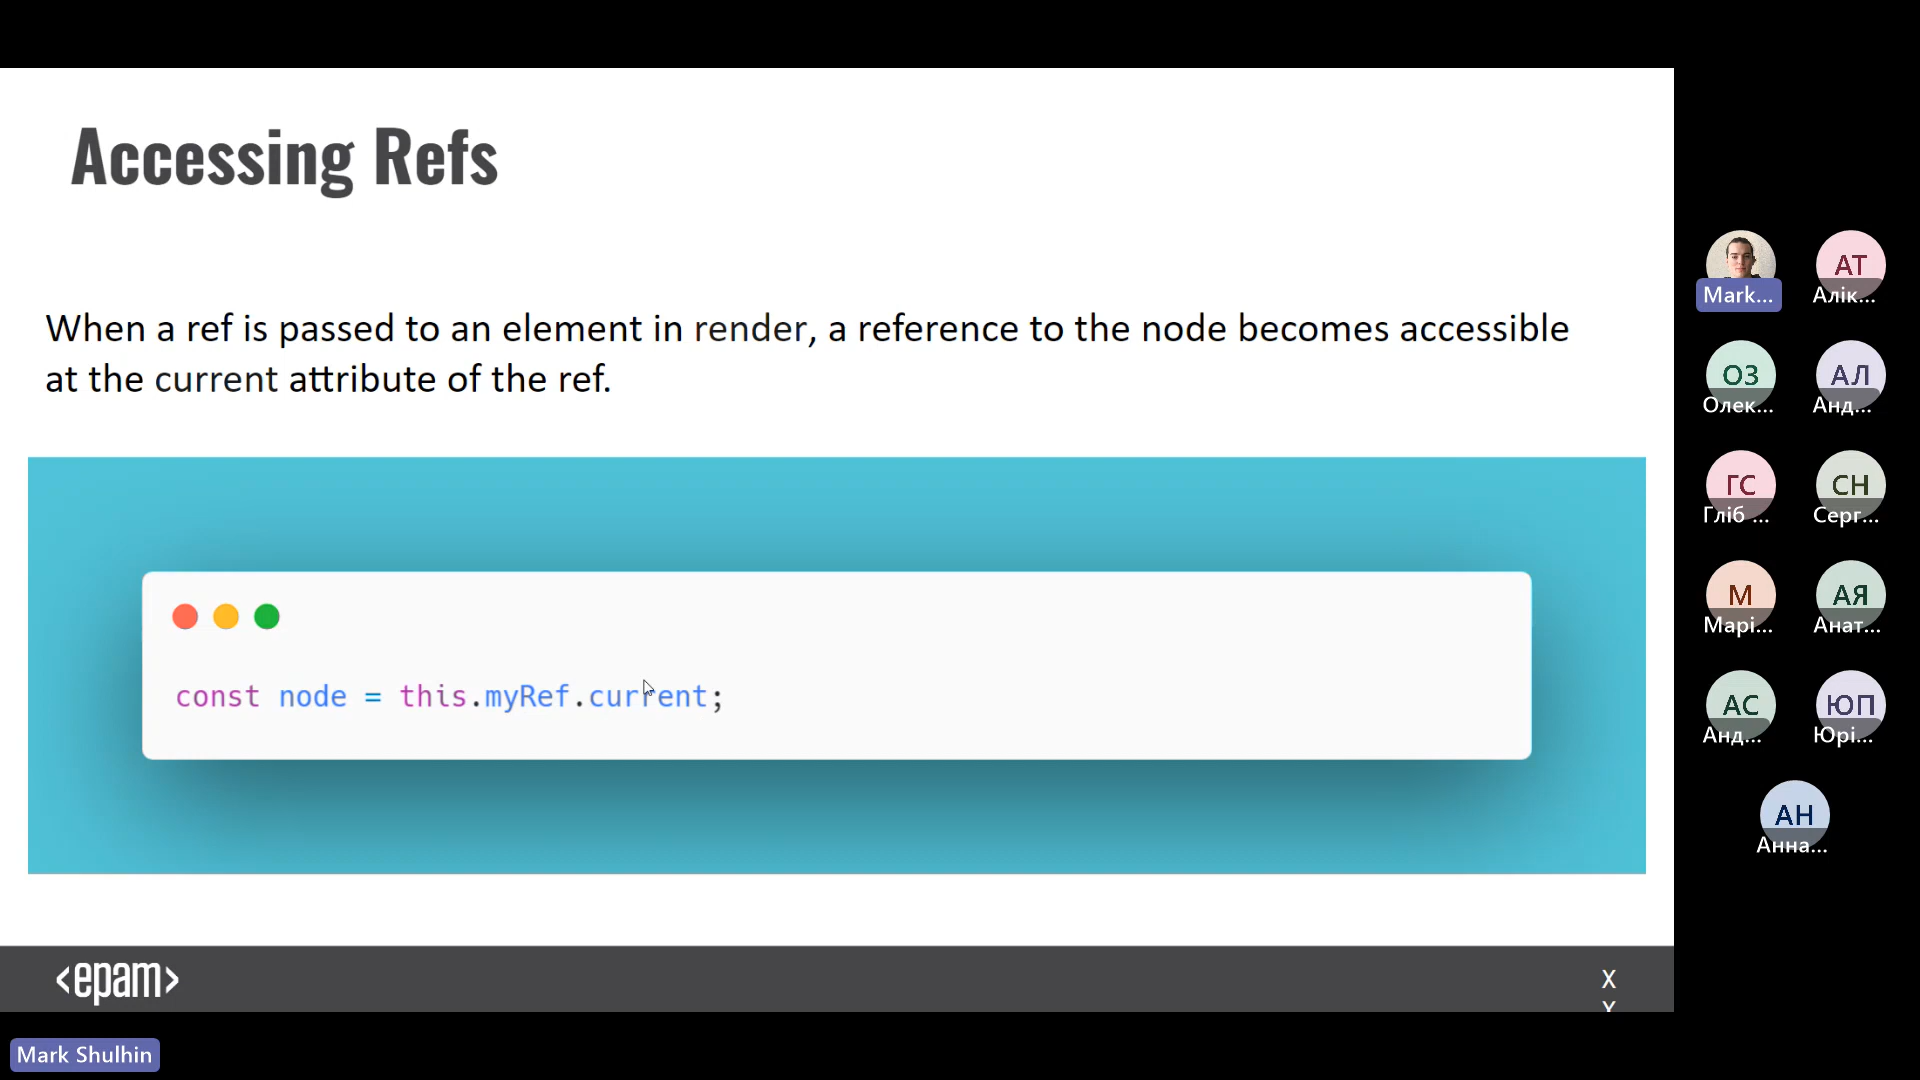 Accessing Refs
When a ref is passed to an element in render, a reference to the node becomes accessible
at the current attribute of the ref.
const node = this.myRef.current;
<epam>
X
Mark Shulhin
Mark...
АТ
Алік...
ОЗ
Олек...
АЛ
Анд...
ГС
Гліб ...
СН
Серг...
М
Марі...
АЯ
Анат...
АС
Анд...
ЮП
Юрі...
АН
Анна...